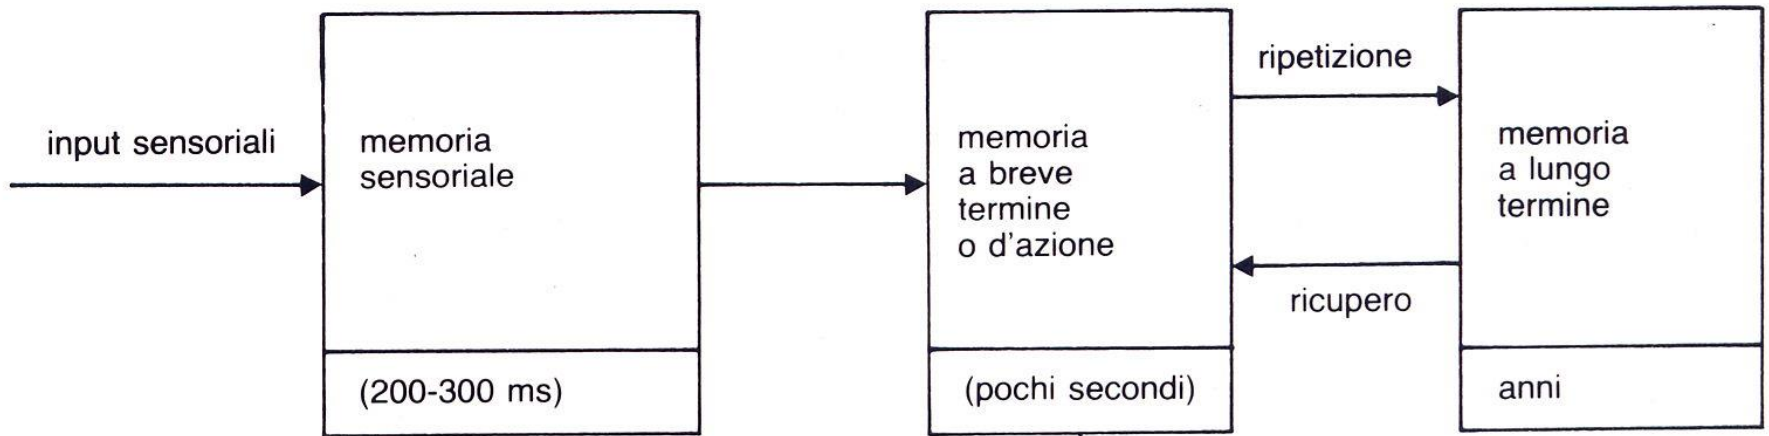 input sensoriali
memoria
sensoriale
(200-300 ms)
memoria
a breve
termine
o d'azione
(pochi secondi)
ripetizione
ricupero
memoria
a lungo
termine
anni